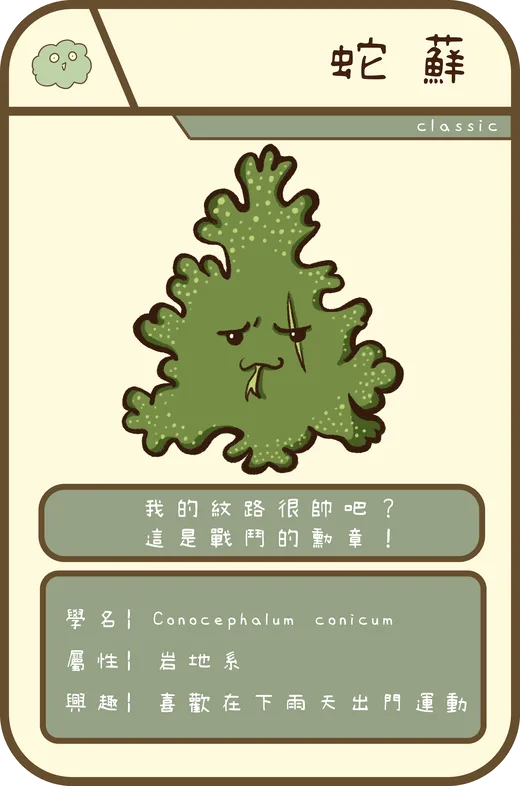 蛇蘚
classic
我的紋路很帥吧？
這是戰鬥的勳章！
學名| Conocephalum conicum
屬性| 岩地系
興趣| 喜歡在下雨天出門運動